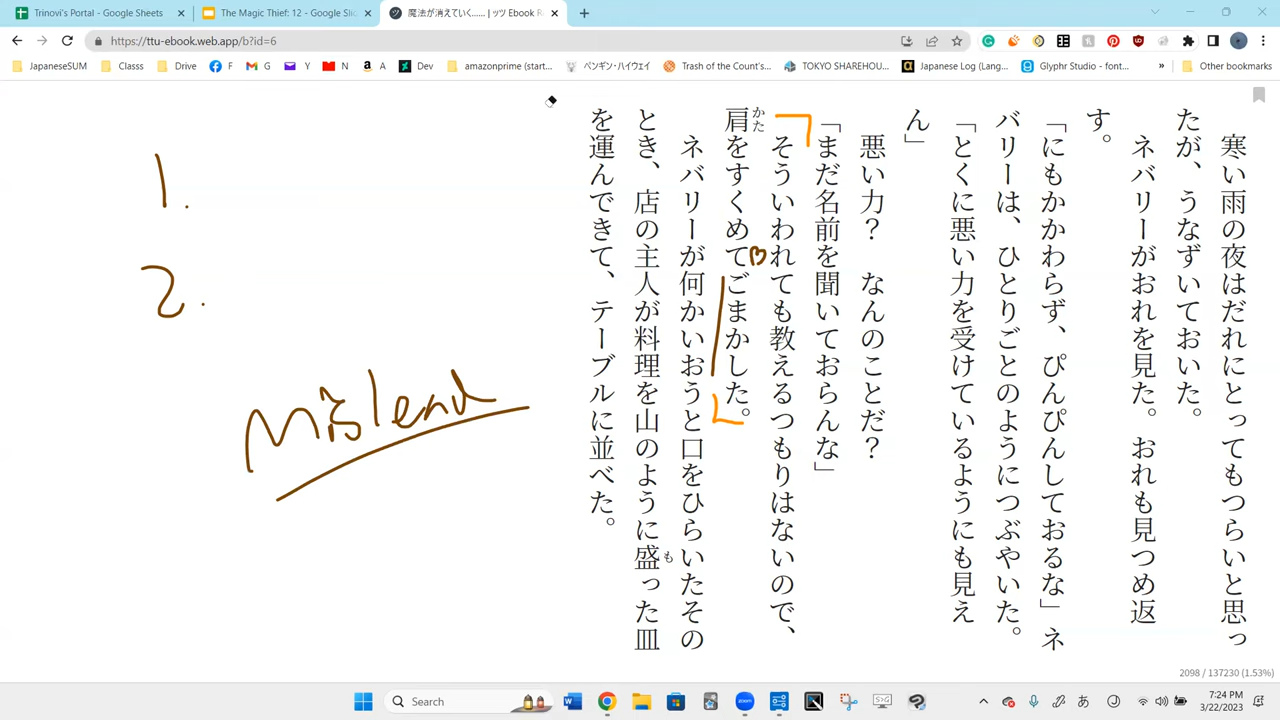 Trinovi's Portal - Google Sheets
The Magic Thief: 12 - Google Slid
魔法が消えていく…… | ッツ Ebook R
https://ttu-ebook.web.app/b?id=6
JapaneseSUM
Classs
Drive
F
G
Y
N
A
Dev
amazonprime (start...
ペンギン・ハイウェイ
Trash of the Count's...
TOKYO SHAREHOU...
Japanese Log (Lang...
Glyphr Studio - font...
»
Other bookmarks
寒い雨の夜はだれにとってもつらいと思っ
たが、うなずいておいた。
ネバリーがおれを見た。おれも見つめ返
す。
「にもかかわらず、ぴんぴんしておるな」ネ
バリーは、ひとりごとのようにつぶやいた。
「とくに悪い力を受けているようにも見え
ん」
悪い力？　なんのことだ？
「まだ名前を聞いておらんな」
そういわれても教えるつもりはないので、
肩をすくめてごまかした。
かた
ネバリーが何かいおうと口をひらいたその
とき、店の主人が料理を山のように盛った皿
も
を運んできて、テーブルに並べた。
1.
2.
Mislead
2098 / 137230 (1.53%)
Search
あ
7:24 PM
3/22/2023